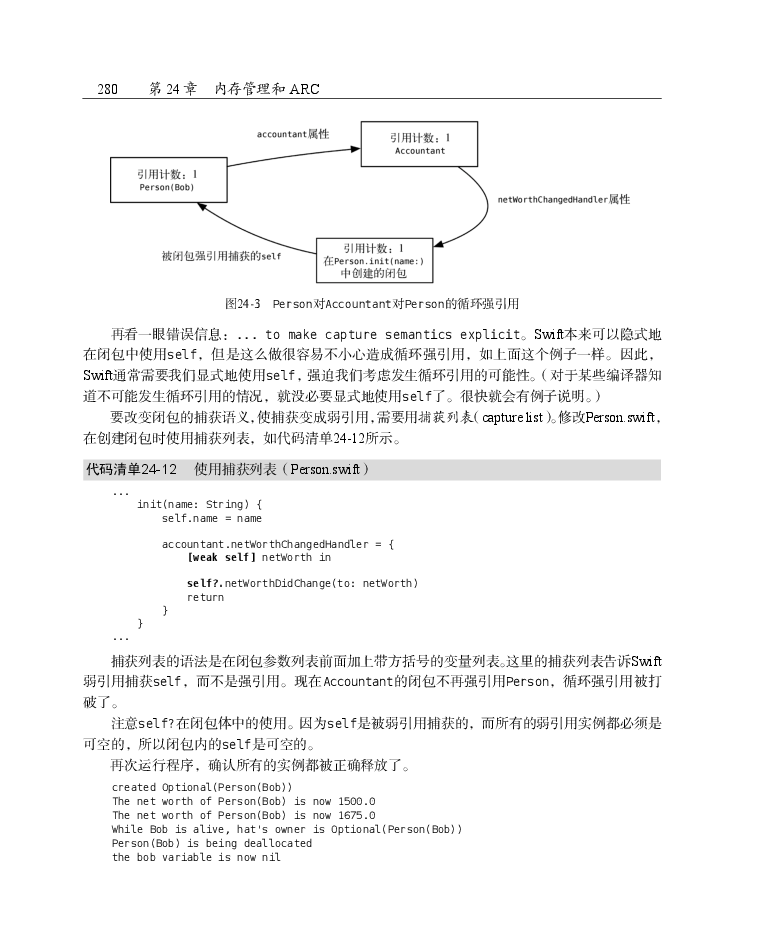 280 第 24 章 内存管理和 ARC
accountant属性
引用计数：1
Accountant
引用计数：1
Person(Bob)
netWorthChangedHandler属性
被闭包强引用捕获的self
引用计数：1
在Person.init(name:)
中创建的闭包
图24-3 Person对Accountant对Person的循环强引用
再看一眼错误信息：... to make capture semantics explicit。Swift本来可以隐式地
在闭包中使用self，但是这么做很容易不小心造成循环强引用，如上面这个例子一样。因此，
Swift通常需要我们显式地使用self，强迫我们考虑发生循环引用的可能性。（对于某些编译器知
道不可能发生循环引用的情况，就没必要显式地使用self了。很快就会有例子说明。）
要改变闭包的捕获语义，使捕获变成弱引用，需要用捕获列表（capture list）。修改Person.swift，
在创建闭包时使用捕获列表，如代码清单24-12所示。
代码清单24-12 使用捕获列表（Person.swift）
...
init(name: String) {
self.name = name
accountant.netWorthChangedHandler = {
[weak self] netWorth in
self?.netWorthDidChange(to: netWorth)
return
}
}
...
捕获列表的语法是在闭包参数列表前面加上带方括号的变量列表。这里的捕获列表告诉Swift
弱引用捕获self，而不是强引用。现在Accountant的闭包不再强引用Person，循环强引用被打
破了。
注意self?在闭包体中的使用。因为self是被弱引用捕获的，而所有的弱引用实例都必须是
可空的，所以闭包内的self是可空的。
再次运行程序，确认所有的实例都被正确释放了。
created Optional(Person(Bob))
The net worth of Person(Bob) is now 1500.0
The net worth of Person(Bob) is now 1675.0
While Bob is alive, hat's owner is Optional(Person(Bob))
Person(Bob) is being deallocated
the bob variable is now nil